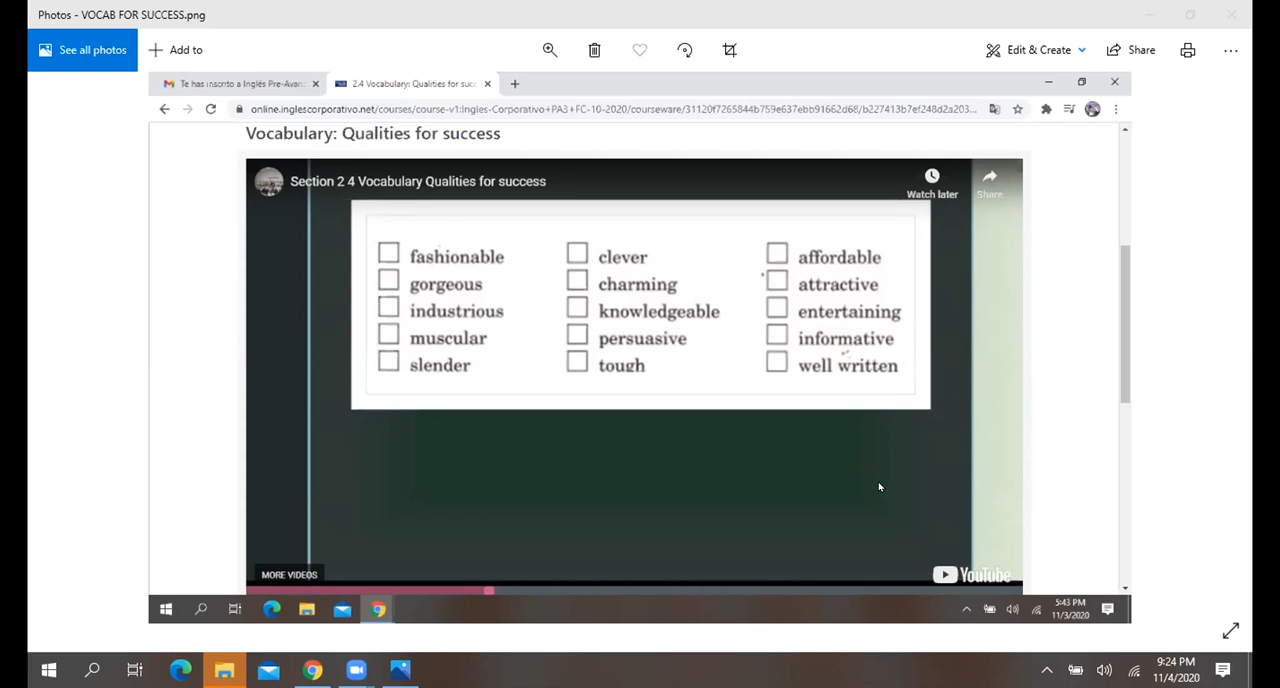 Photos - VOCAB FOR SUCCESS.png
See all photos
Add to
Edit & Create
Share
Te has inscrito a Inglés Pre-Avan
2.4 Vocabulary: Qualities for suc
online.inglescorporativo.net/courses/course-v1:Ingles-Corporativo+PA3+FC-10-2020/courseware/31120f7265844b759e637ebb91662d68/b227413b7ef248d2a203...
Vocabulary: Qualities for success
Section 2 4 Vocabulary Qualities for success
Watch later
Share
fashionable clever affordable
gorgeous charming attractive
industrious knowledgeable entertaining
muscular persuasive informative
slender tough well written
MORE VIDEOS
YouTube
5:43 PM
11/3/2020
9:24 PM
11/4/2020